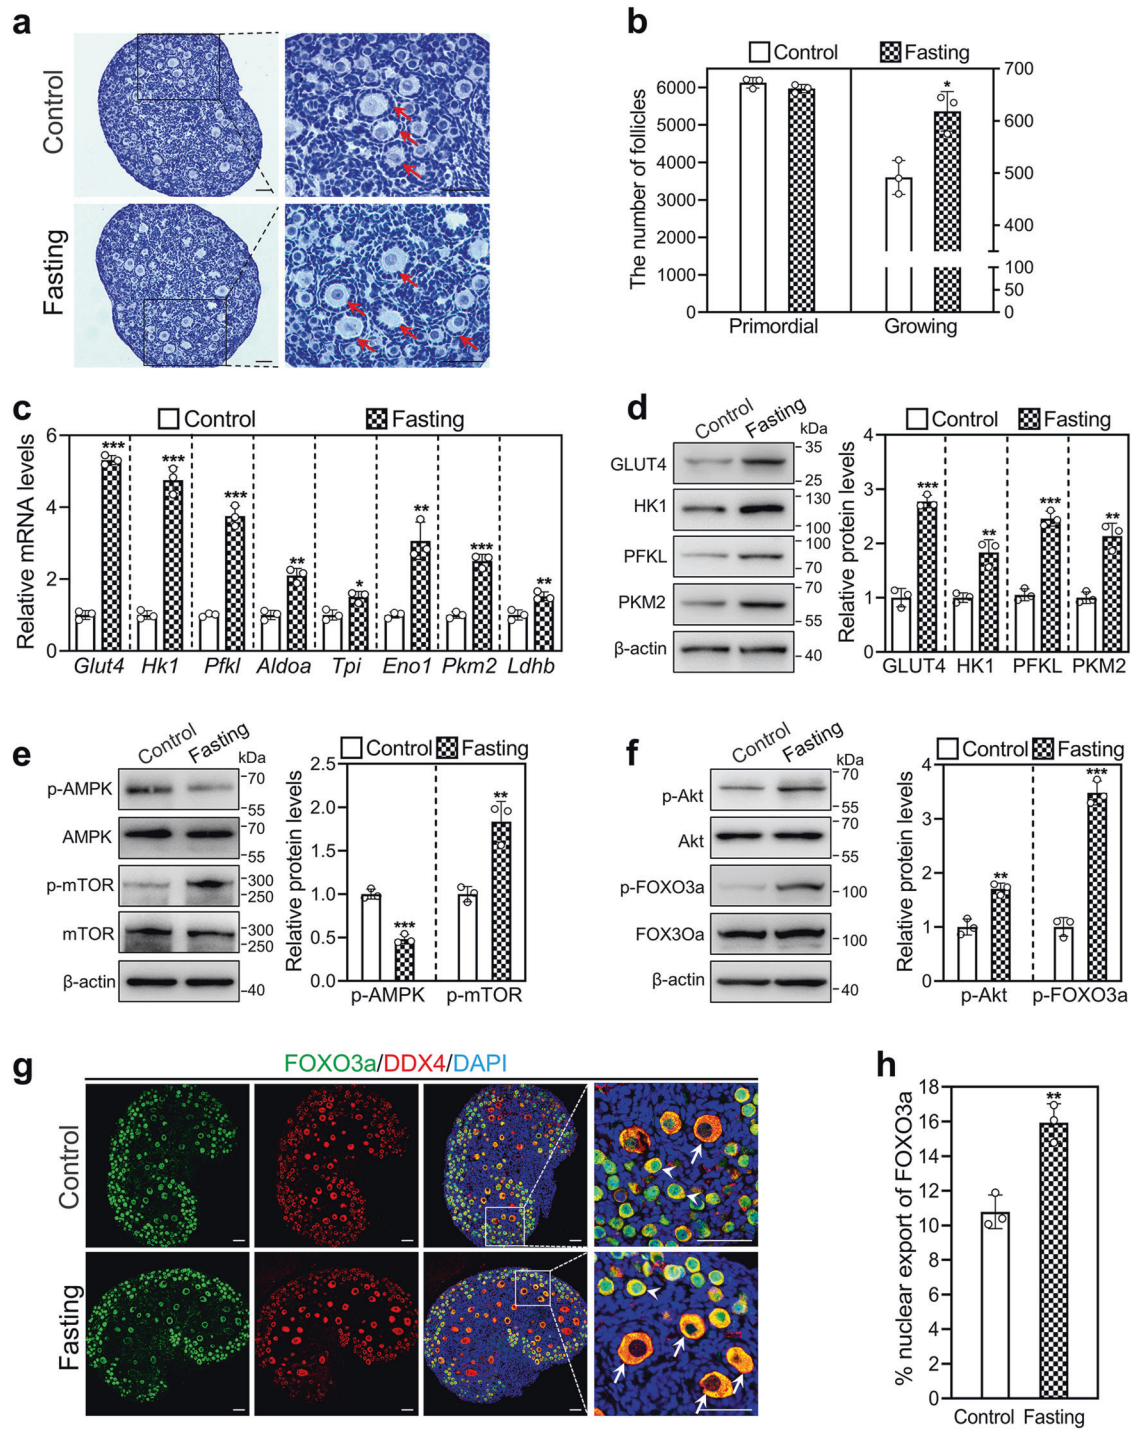 a
Control
Fasting
b
Control Fasting
The number of follicles
6000
5000
4000
3000
2000
1000
0
700
600
500
400
100
50
0
*
Primordial Growing
c
Control Fasting
Relative mRNA levels
6
4
2
0
*** *** *** ** * ** *** **
Glut4 Hk1 Pfkl Aldoa Tpi Eno1 Pkm2 Ldhb
d
Control Fasting kDa
GLUT4 35 25
HK1 130 100
PFKL 100 70
PKM2 70 55
β-actin 40
Control Fasting
Relative protein levels
4
3
2
1
0
*** ** *** **
GLUT4 HK1 PFKL PKM2
e
Control Fasting kDa
p-AMPK 70 55
AMPK 70 55
p-mTOR 300 250
mTOR 300 250
β-actin 40
Control Fasting
Relative protein levels
2.5
2.0
1.5
1.0
0.5
0.0
*** **
p-AMPK p-mTOR
f
Control Fasting kDa
p-Akt 70 55
Akt 70 55
p-FOXO3a 100
FOX3Oa 100
β-actin 40
Control Fasting
Relative protein levels
4
3
2
1
0
** ***
p-Akt p-FOXO3a
g
FOXO3a/DDX4/DAPI
Control
Fasting
h
% nuclear export of FOXO3a
18
16
14
12
10
8
6
4
2
0
**
Control Fasting